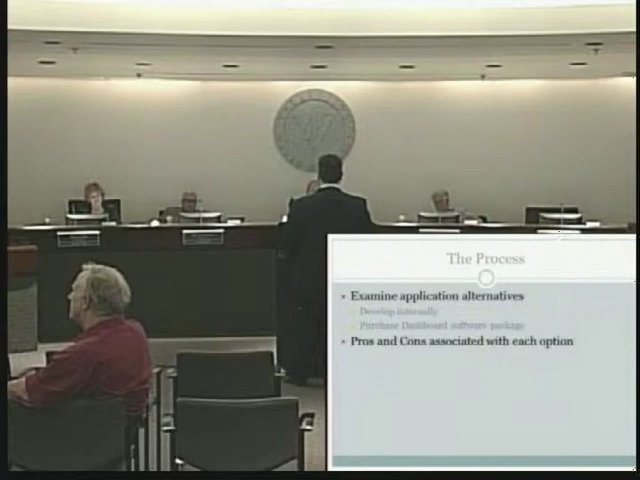 The Process
Examine application alternatives
Develop internally
Purchase Dashboard software package
Pros and Cons associated with each option